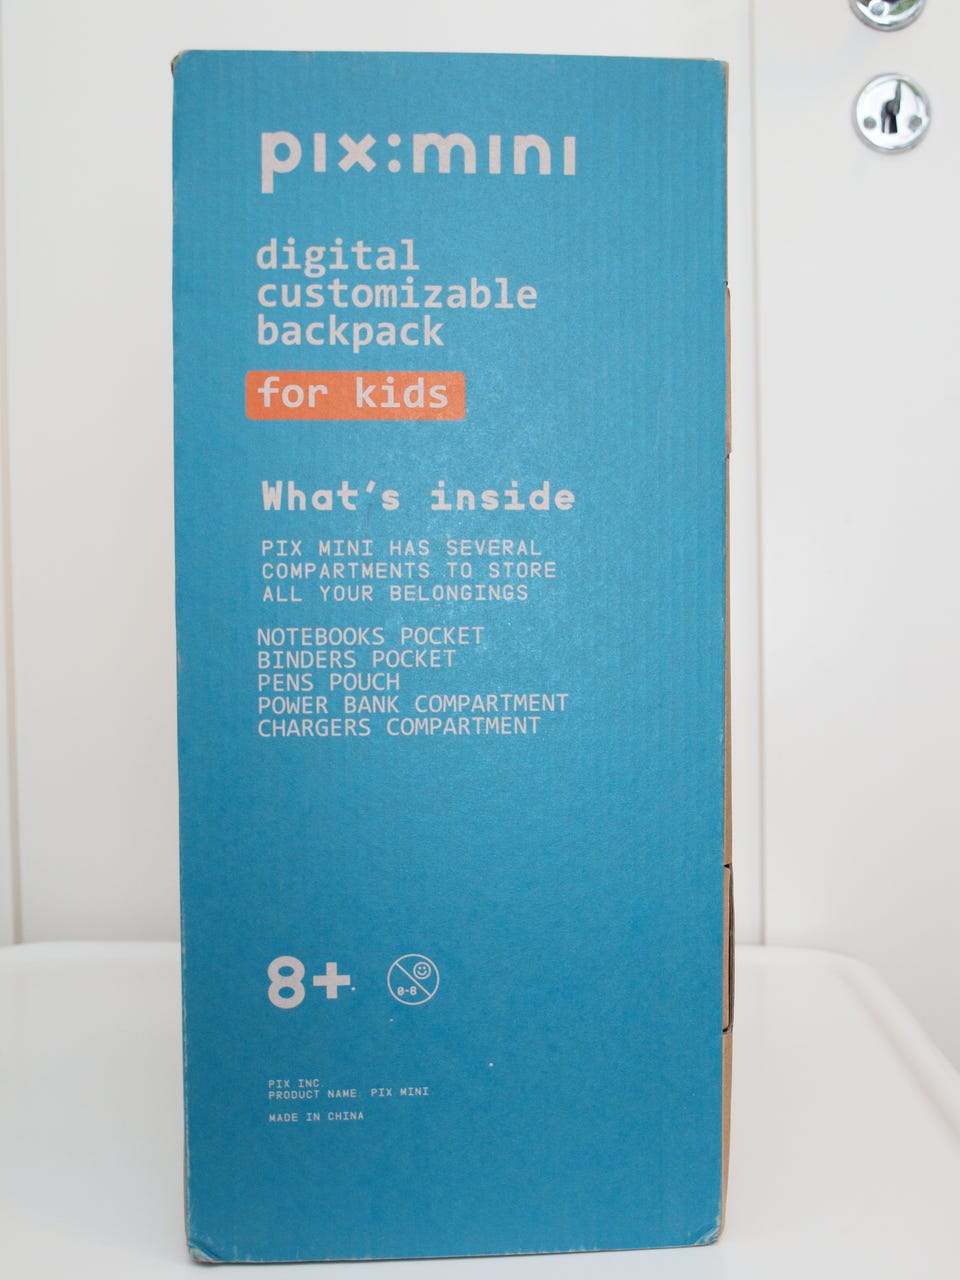 pix:mini
digital
customizable
backpack
for kids
What's inside
PIX MINI HAS SEVERAL
COMPARTMENTS TO STORE
ALL YOUR BELONGINGS
NOTEBOOKS POCKET
BINDERS POCKET
PENS POUCH
POWER BANK COMPARTMENT
CHARGERS COMPARTMENT
8+
0-8
PIX INC.
PRODUCT NAME: PIX MINI
MADE IN CHINA